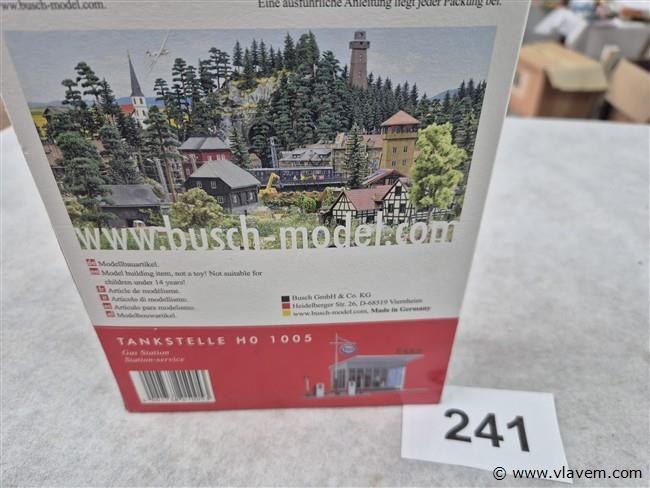 www.busch-model.com.
Eine ausführliche Anleitung liegt jeder Packung bei.
www.busch-model.com
Modellbauartikel.
Model building item, not a toy! Not suitable for
children under 14 years!
Article de modélisme.
Articolo di modellismo.
Artículo para modelismo.
Modelbouwartikel.
Busch GmbH & Co. KG
Heidelberger Str. 26, D-68519 Viernheim
www.busch-model.com, Made in Germany
TANKSTELLE H0 1005
Gas Station
Station-service
241
© www.vlavem.com